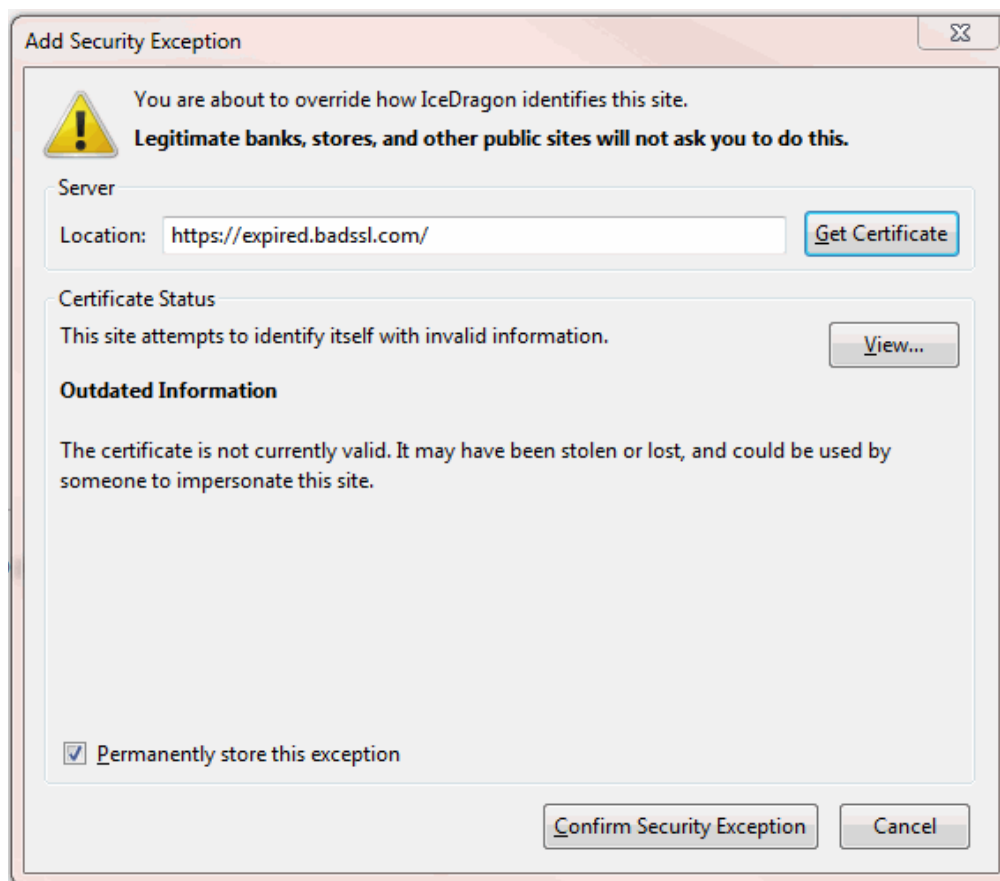 Add Security Exception
You are about to override how IceDragon identifies this site.
Legitimate banks, stores, and other public sites will not ask you to do this.
Server
Location: https://expired.badssl.com/ Get Certificate
Certificate Status
This site attempts to identify itself with invalid information.
View...
Outdated Information
The certificate is not currently valid. It may have been stolen or lost, and could be used by
someone to impersonate this site.
Permanently store this exception
Confirm Security Exception Cancel